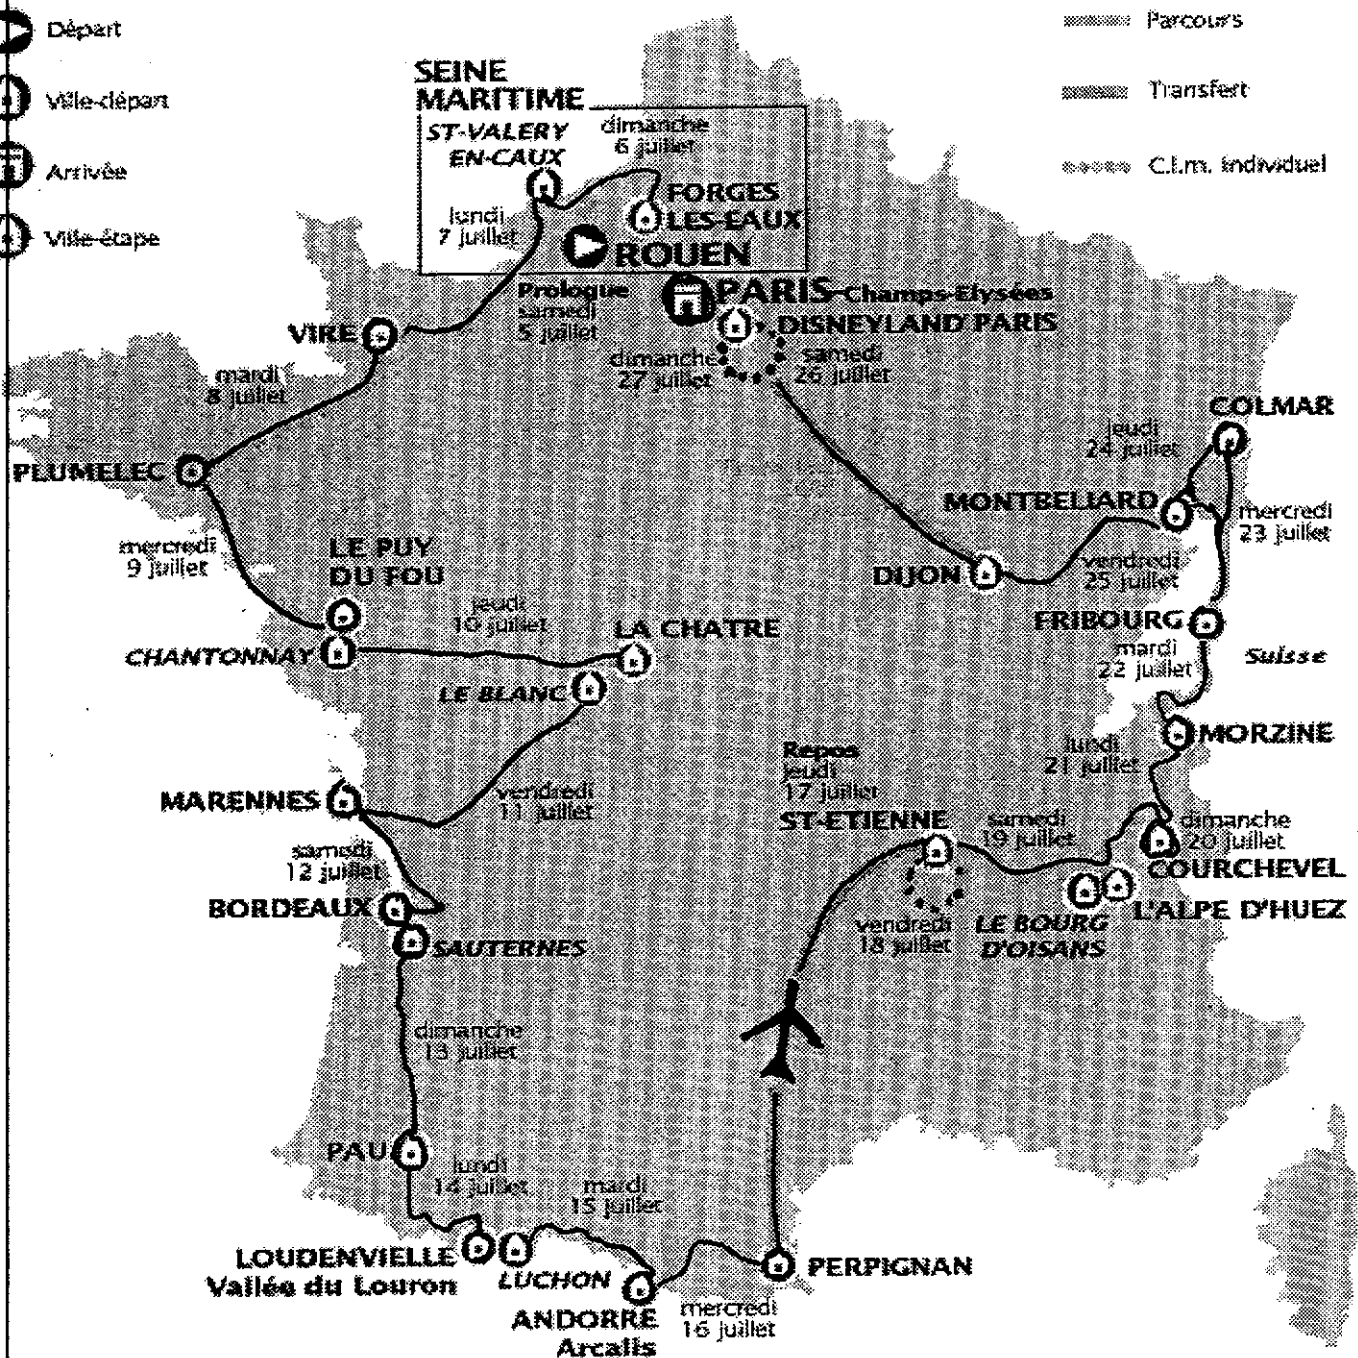 Départ
Ville-départ
Arrivée
Ville-étape
Parcours
Transfert
C.l.m. individuel
SEINE
MARITIME
ST-VALERY
EN-CAUX
dimanche
6 juillet
FORGES
LES-EAUX
lundi
7 juillet
ROUEN
Prologue
samedi
5 juillet
PARIS-Champs-Elysées
DISNEYLAND PARIS
dimanche
27 juillet
samedi
26 juillet
VIRE
mardi
8 juillet
PLUMELEC
COLMAR
jeudi
24 juillet
MONTBELIARD
mercredi
23 juillet
mercredi
9 juillet
LE PUY
DU FOU
DIJON
vendredi
25 juillet
jeudi
10 juillet
CHANTONNAY
LA CHATRE
FRIBOURG
mardi
22 juillet
Suisse
LE BLANC
MORZINE
lundi
21 juillet
MARENNES
vendredi
11 juillet
Repos
jeudi
17 juillet
ST-ETIENNE
samedi
19 juillet
dimanche
20 juillet
COURCHEVEL
samedi
12 juillet
BORDEAUX
SAUTERNES
vendredi
18 juillet
LE BOURG
D'OISANS
L'ALPE D'HUEZ
dimanche
13 juillet
PAU
lundi
14 juillet
mardi
15 juillet
LOUDENVIELLE
Vallée du Louron
LUCHON
ANDORRE
Arcalis
mercredi
16 juillet
PERPIGNAN